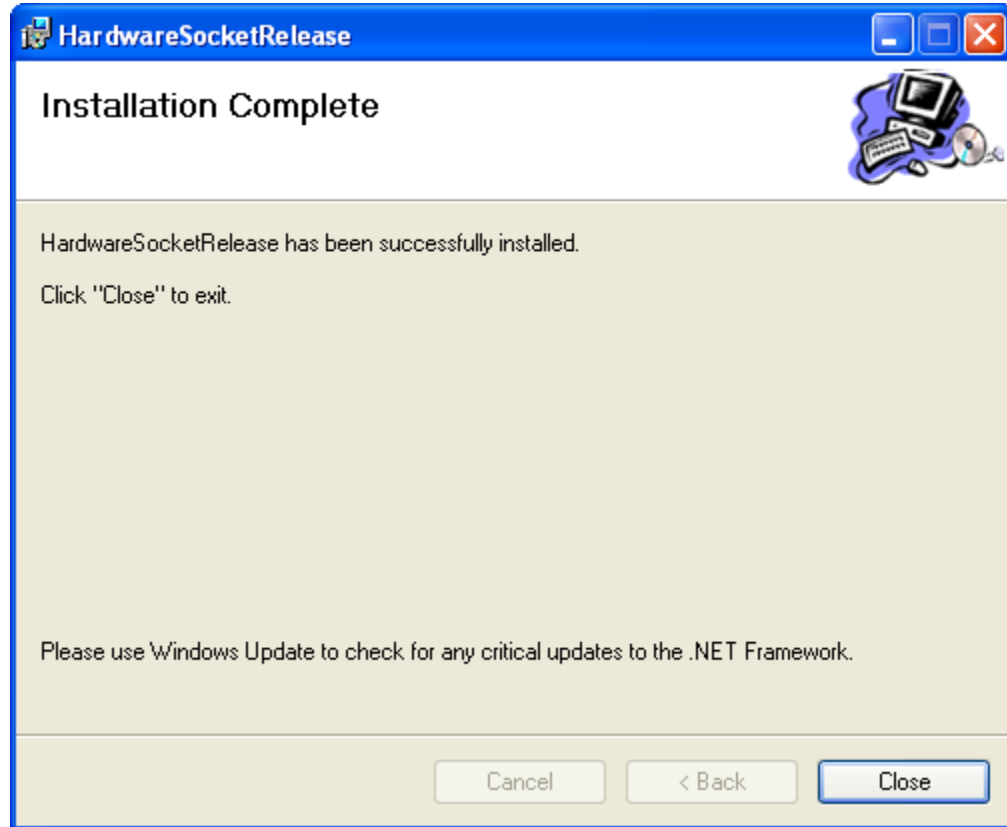 HardwareSocketRelease
Installation Complete
HardwareSocketRelease has been successfully installed.
Click "Close" to exit.
Please use Windows Update to check for any critical updates to the .NET Framework.
Cancel
< Back
Close